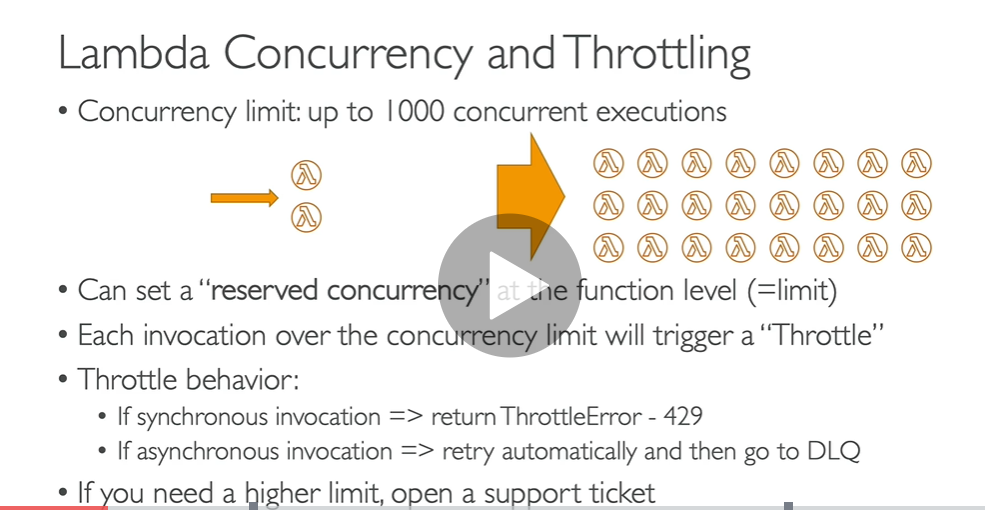 Lambda Concurrency and Throttling
• Concurrency limit: up to 1000 concurrent executions
• Can set a “reserved concurrency” at the function level (=limit)
• Each invocation over the concurrency limit will trigger a “Throttle”
• Throttle behavior:
• If synchronous invocation => return ThrottleError - 429
• If asynchronous invocation => retry automatically and then go to DLQ
• If you need a higher limit, open a support ticket